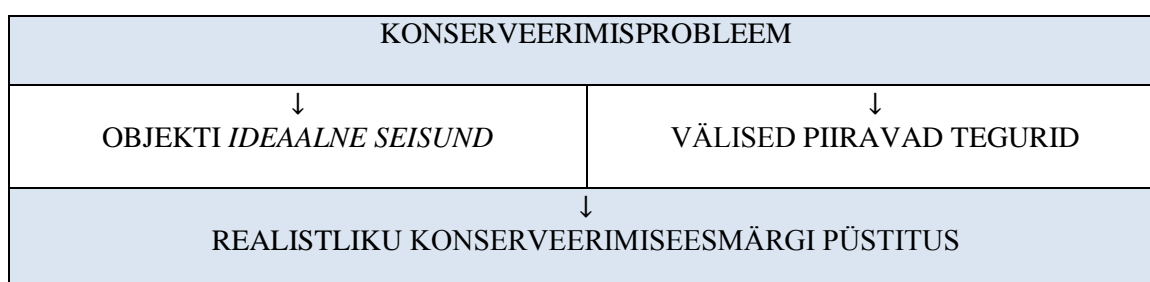 KONSERVEERIMISPROBLEEM
↓
OBJEKTI IDEAALNE SEISUND
↓
VÄLISED PIIRAVAD TEGURID
↓
REALISTLIKU KONSERVEERIMISEESMÄRGI PÜSTITUS